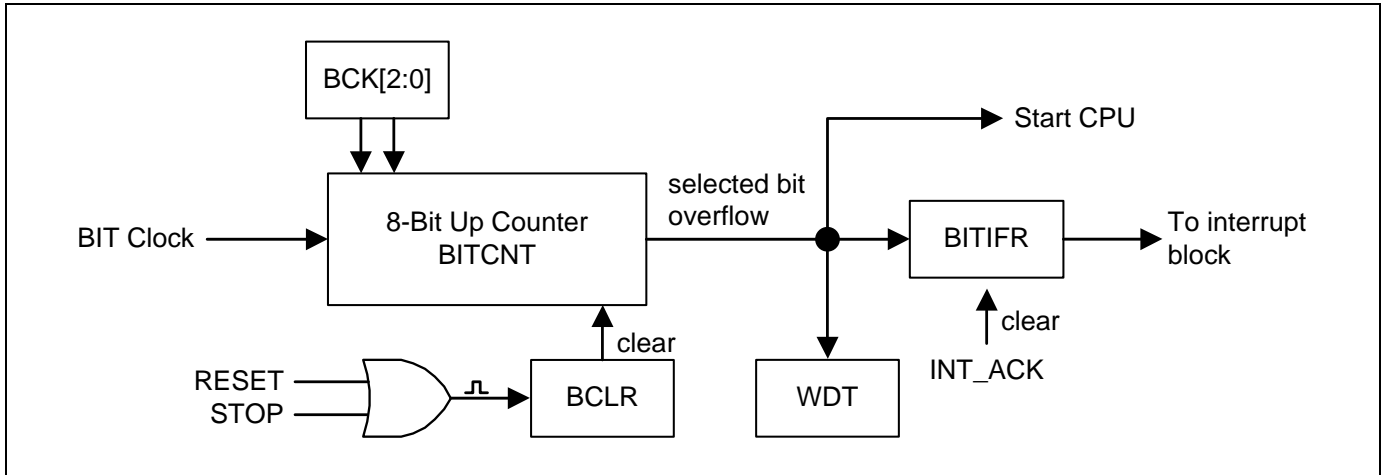 BCK[2:0]
Start CPU
selected bit
overflow
BIT Clock
8-Bit Up Counter
BITCNT
BITIFR
To interrupt
block
clear
clear
INT_ACK
RESET
STOP
BCLR
WDT